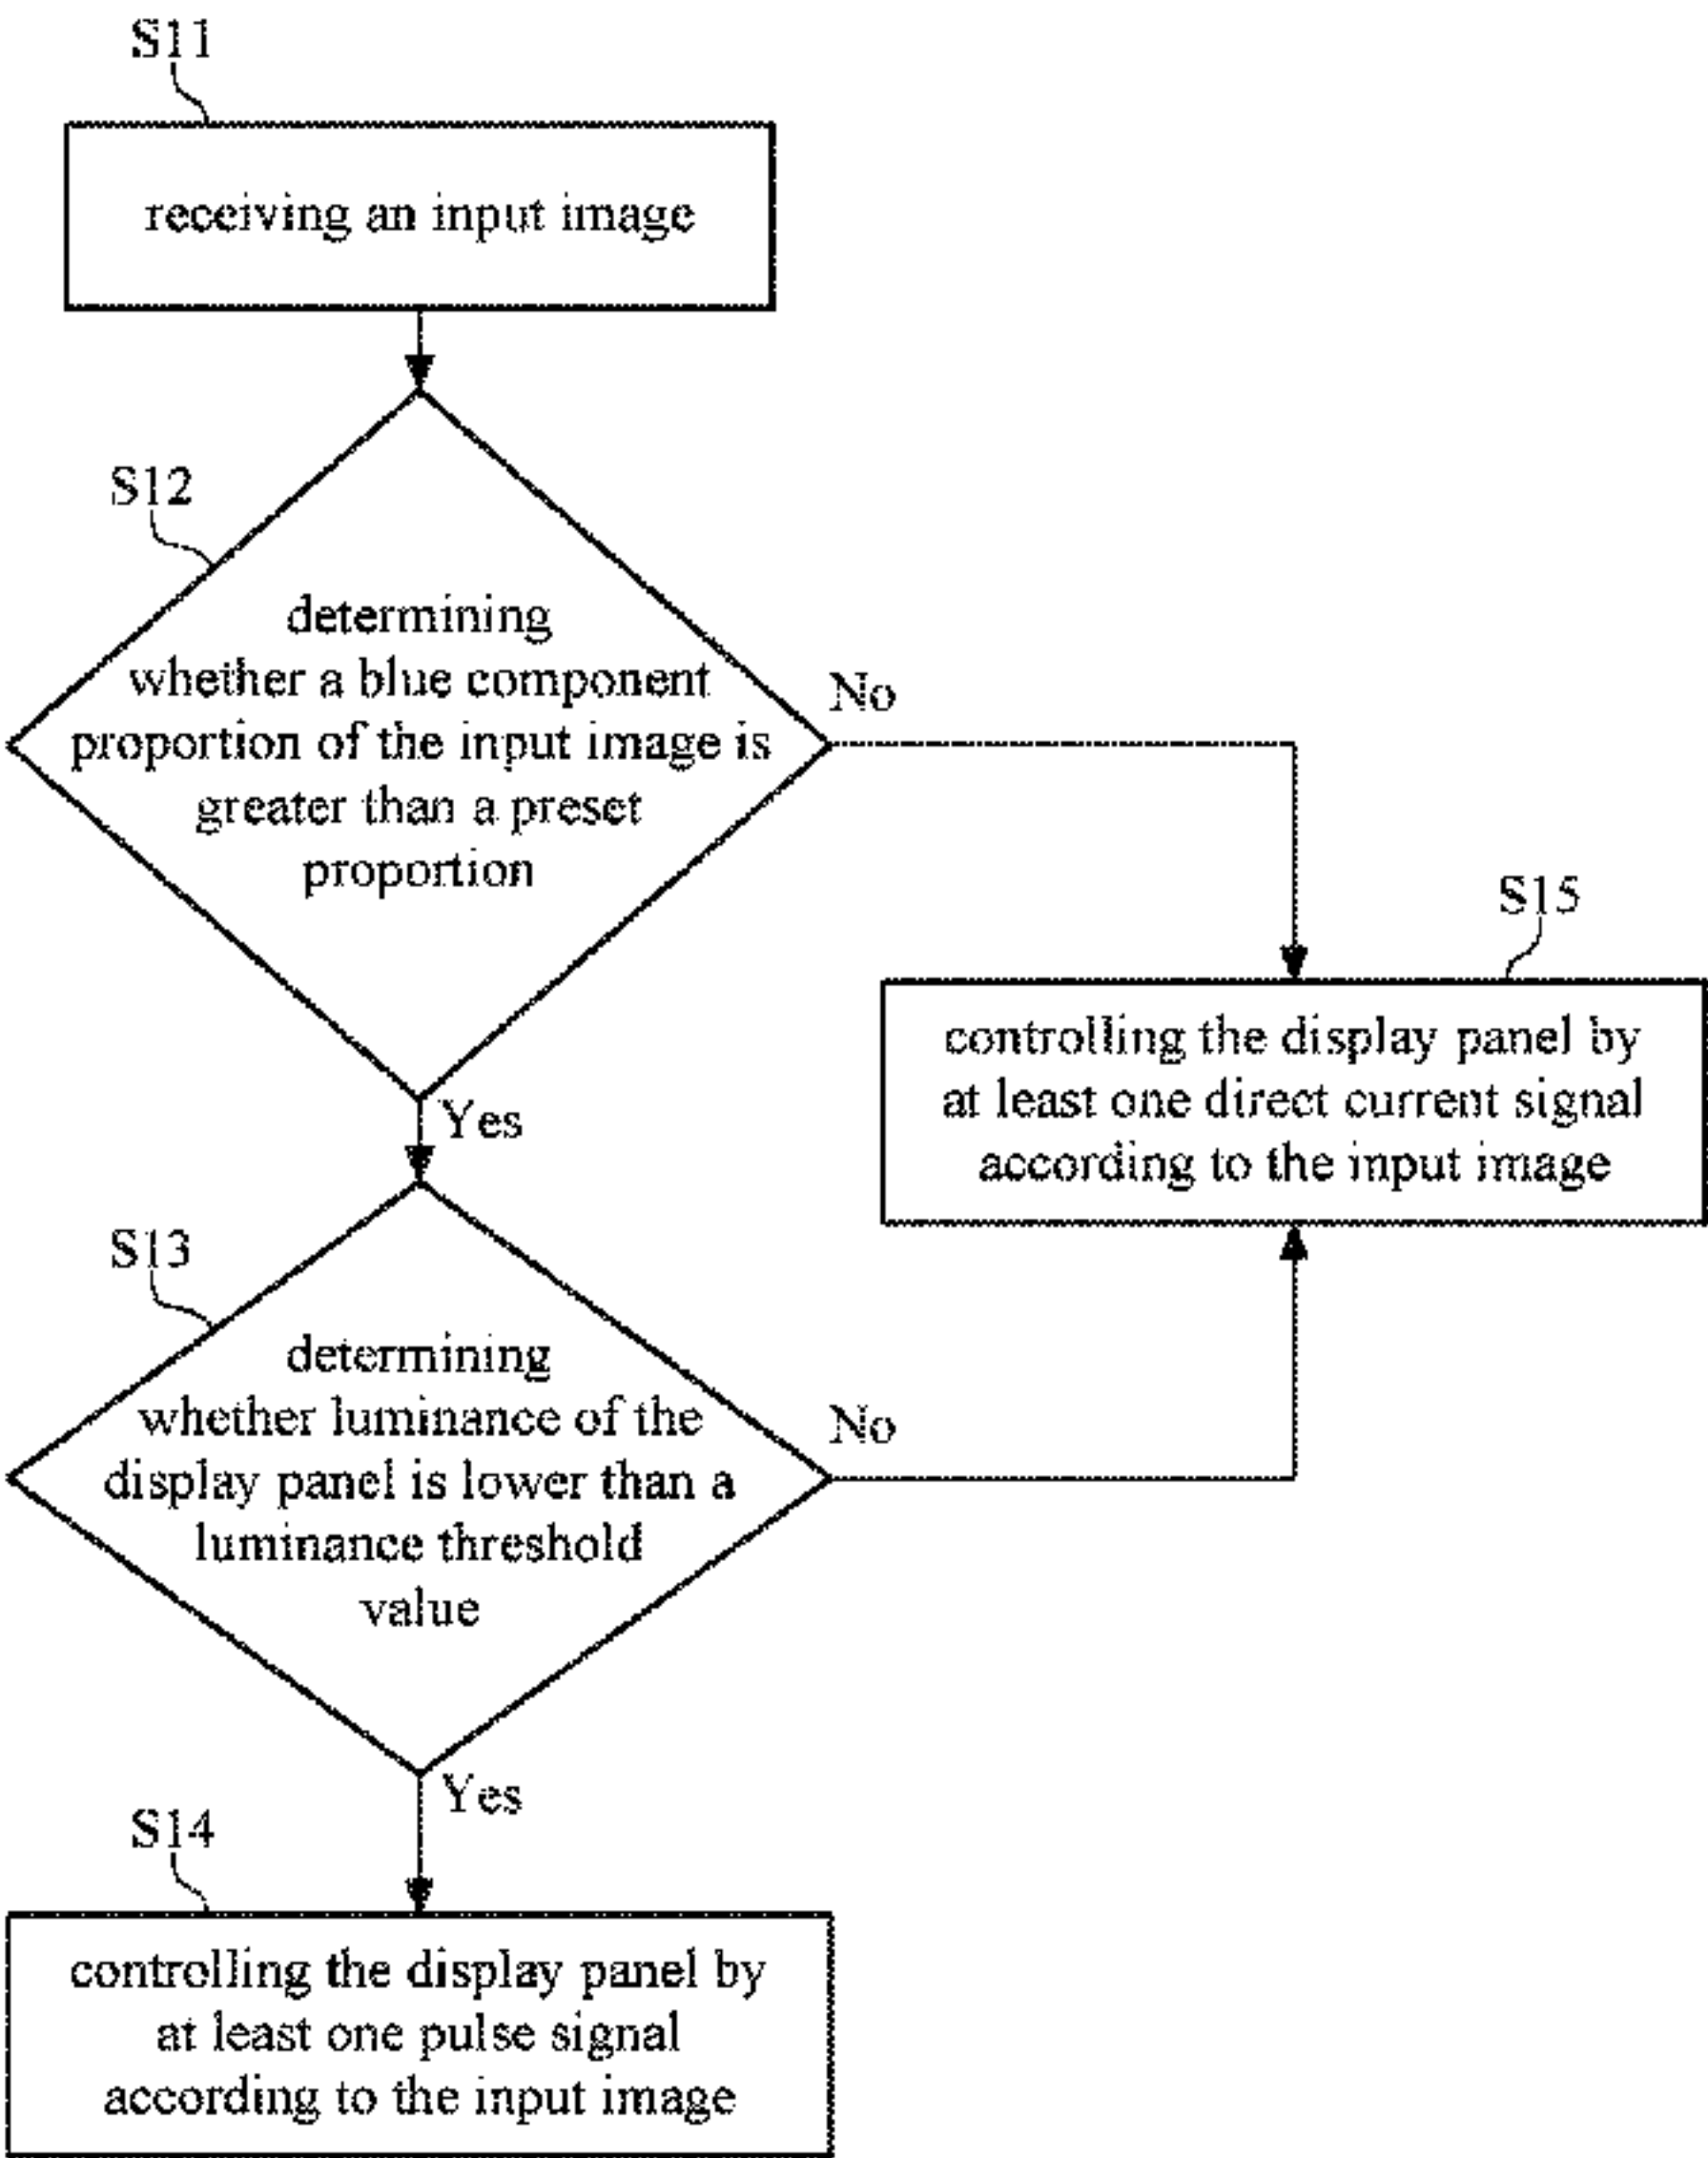 S11
receiving an input image
S12
determining
whether a blue component
proportion of the input image is
greater than a preset
proportion
No
Yes
S15
controlling the display panel by
at least one direct current signal
according to the input image
S13
determining
whether luminance of the
display panel is lower than a
luminance threshold
value
No
Yes
S14
controlling the display panel by
at least one pulse signal
according to the input image